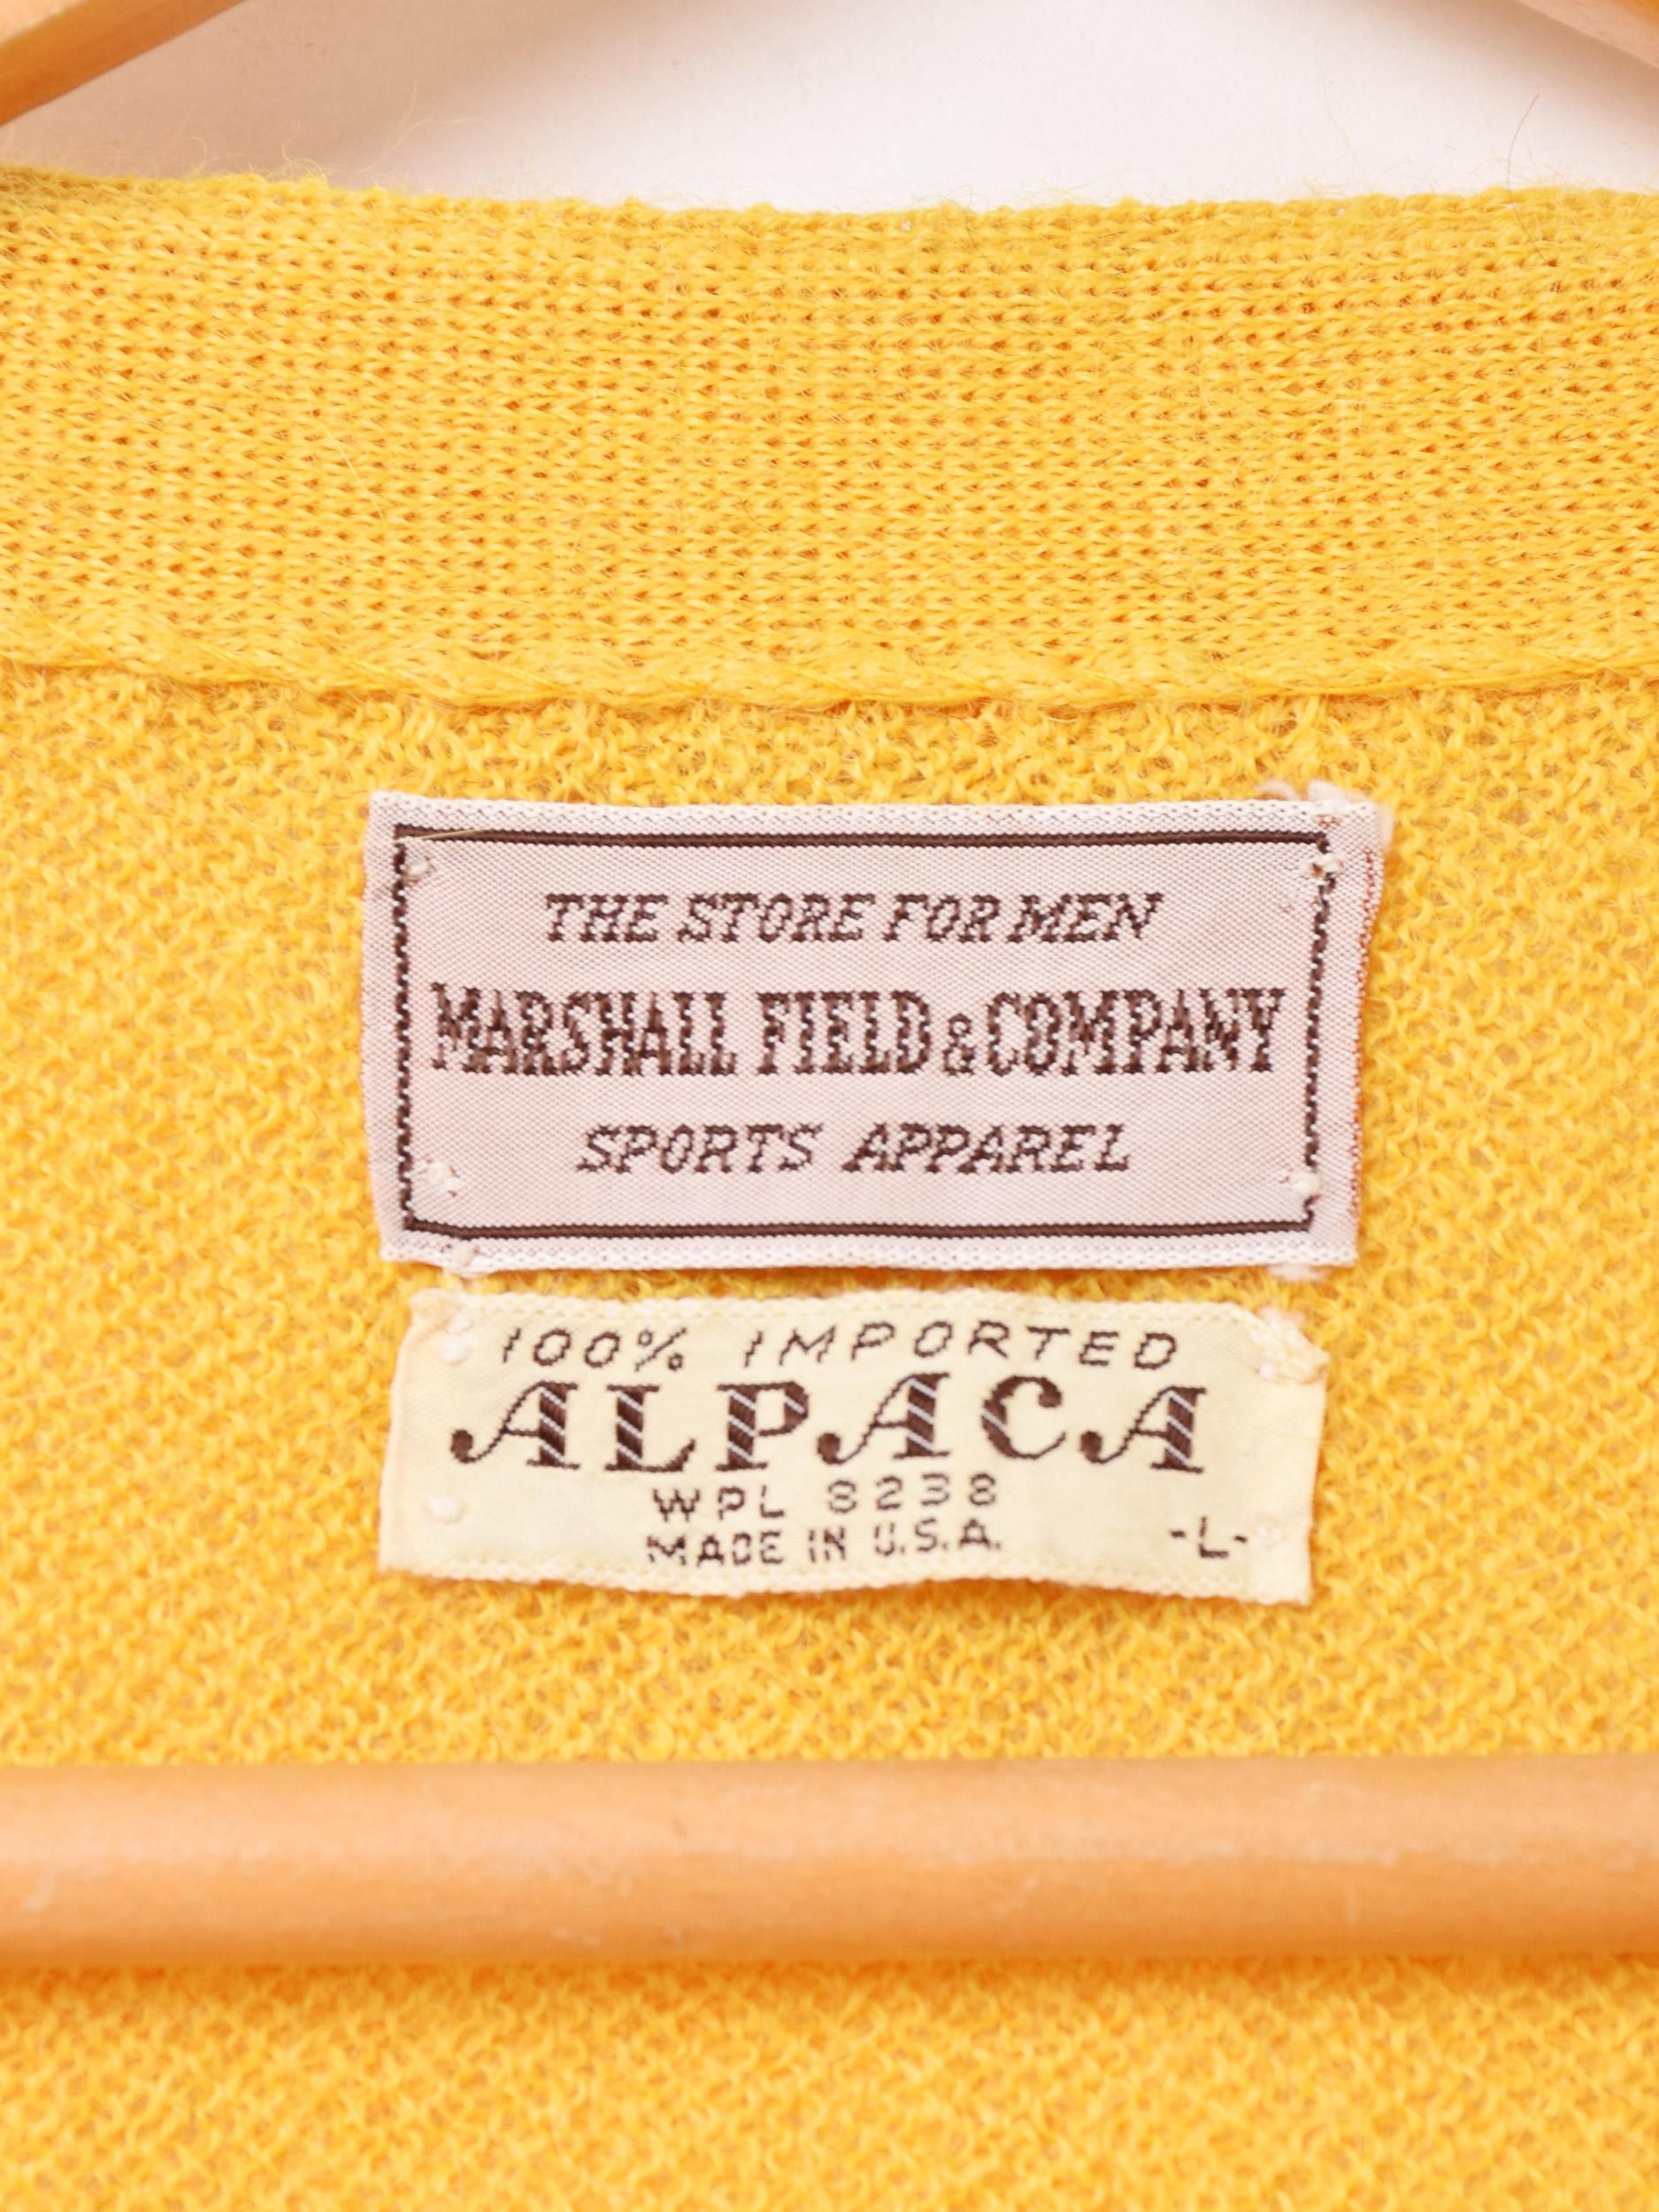 THE STORE FOR MEN
MARSHALL FIELD & COMPANY
SPORTS APPAREL
100% IMPORTED
ALPACA
WPL 8238
MADE IN U.S.A.
-L-